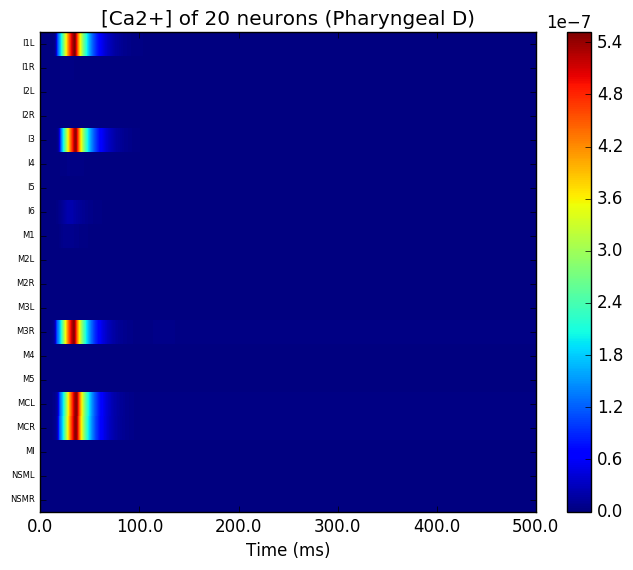 [Ca2+] of 20 neurons (Pharyngeal D)
1e−7
I1L
I1R
I2L
I2R
I3
I4
I5
I6
M1
M2L
M2R
M3L
M3R
M4
M5
MCL
MCR
MI
NSML
NSMR
5.4
4.8
4.2
3.6
3.0
2.4
1.8
1.2
0.6
0.0
0.0 100.0 200.0 300.0 400.0 500.0
Time (ms)